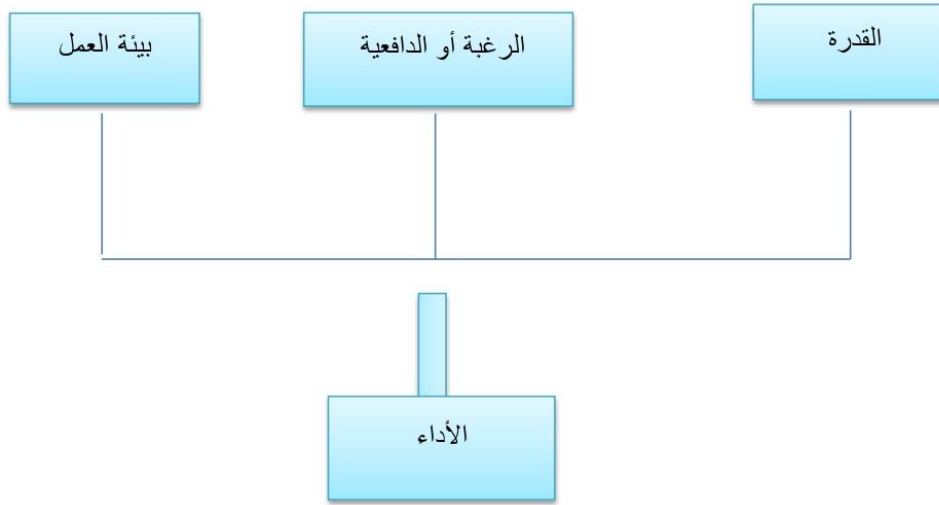 القدرة
الرغبة أو الدافعية
بيئة العمل
الأداء